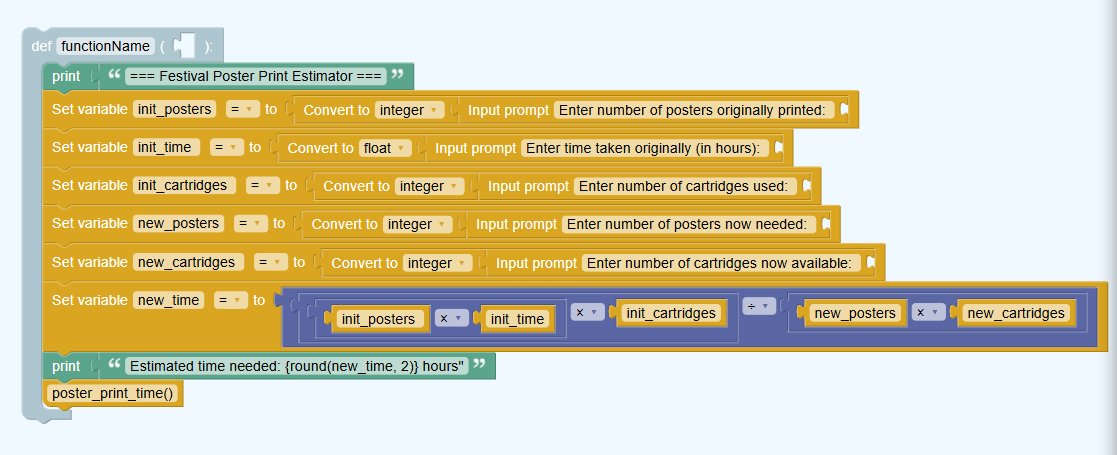 def functionName ( ):
print “ === Festival Poster Print Estimator === ”
Set variable init_posters = to Convert to integer Input prompt Enter number of posters originally printed:
Set variable init_time = to Convert to float Input prompt Enter time taken originally (in hours):
Set variable init_cartridges = to Convert to integer Input prompt Enter number of cartridges used:
Set variable new_posters = to Convert to integer Input prompt Enter number of posters now needed:
Set variable new_cartridges = to Convert to integer Input prompt Enter number of cartridges now available:
Set variable new_time = to init_posters x init_time x init_cartridges ÷ new_posters x new_cartridges
print “ Estimated time needed: {round(new_time, 2)} hours" ”
poster_print_time()